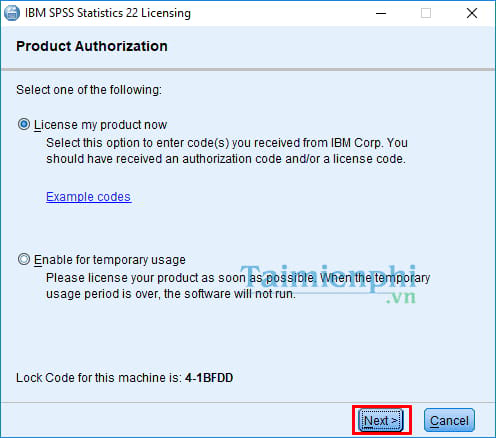 IBM SPSS Statistics 22 Licensing
Product Authorization
Select one of the following:
License my product now
Select this option to enter code(s) you received from IBM Corp. You
should have received an authorization code and/or a license code.
Example codes
Enable for temporary usage
Please license your product as soon as possible. When the temporary
usage period is over, the software will not run.
Taimienphi
.vn
Lock Code for this machine is: 4-1BFDD
Next >
Cancel